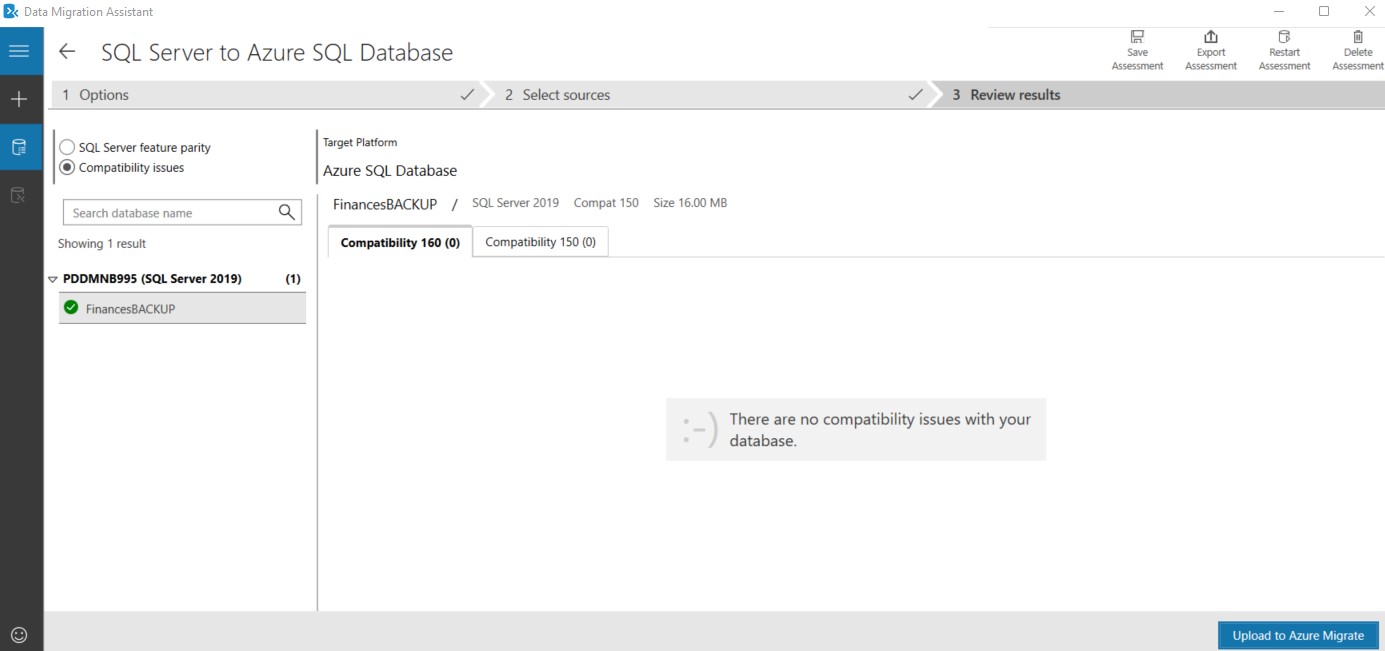 Data Migration Assistant
SQL Server to Azure SQL Database
Save
Assessment
Export
Assessment
Restart
Assessment
Delete
Assessment
1 Options
2 Select sources
3 Review results
SQL Server feature parity
Compatibility issues
Search database name
Showing 1 result
PDDMNB995 (SQL Server 2019) (1)
FinancesBACKUP
Target Platform
Azure SQL Database
FinancesBACKUP / SQL Server 2019 Compat 150 Size 16.00 MB
Compatibility 160 (0) Compatibility 150 (0)
:-)
There are no compatibility issues with your
database.
Upload to Azure Migrate